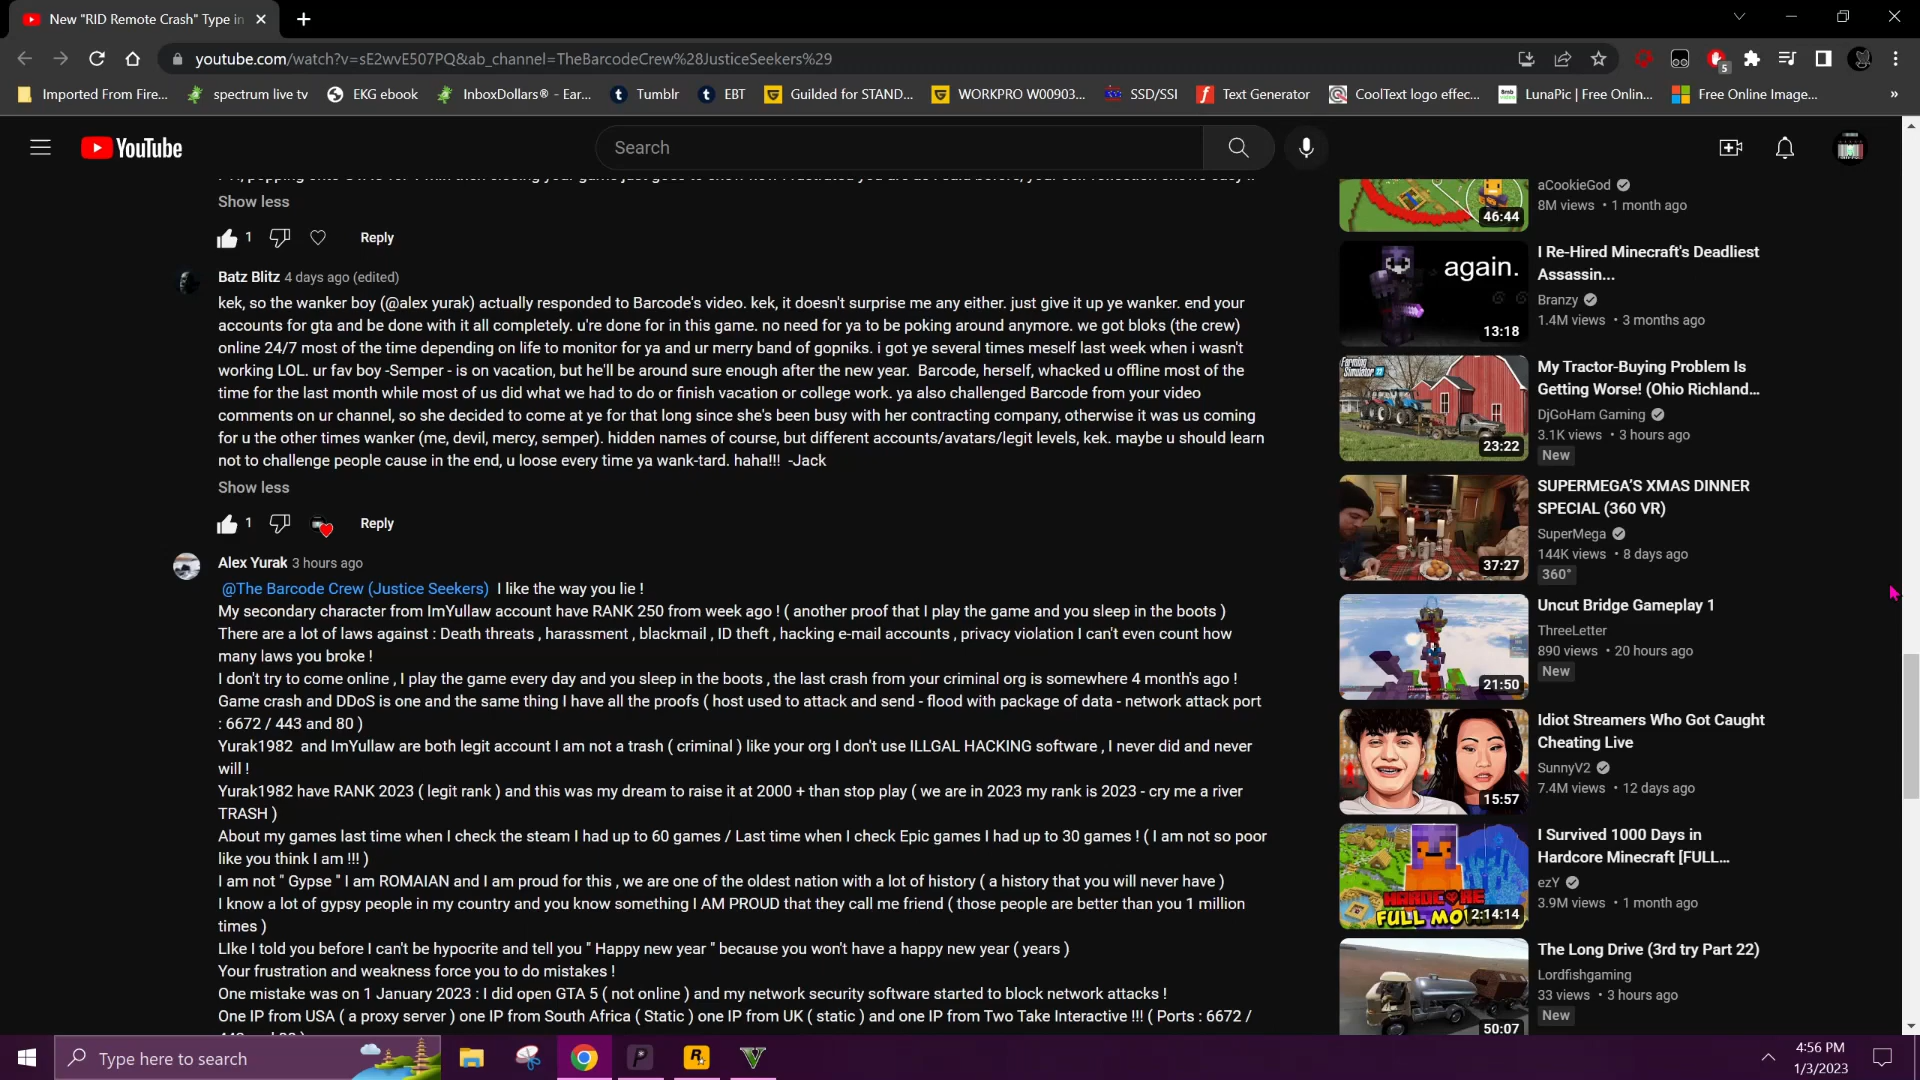 New "RID Remote Crash" Type in
youtube.com/watch?v=sE2wvE507PQ&ab_channel=TheBarcodeCrew%28JusticeSeekers%29
5
Imported From Fire...
spectrum live tv
EKG ebook
InboxDollars® - Ear...
Tumblr
EBT
Guilded for STAND...
WORKPRO W00903...
SSD/SSI
Text Generator
CoolText logo effec...
LunaPic | Free Onlin...
Free Online Image...
YouTube
Search
Show less
1
Reply
Batz Blitz 4 days ago (edited)
kek, so the wanker boy (@alex yurak) actually responded to Barcode's video. kek, it doesn't surprise me any either. just give it up ye wanker. end your
accounts for gta and be done with it all completely. u're done for in this game. no need for ya to be poking around anymore. we got bloks (the crew)
online 24/7 most of the time depending on life to monitor for ya and ur merry band of gopniks. i got ye several times meself last week when i wasn't
working LOL. ur fav boy -Semper - is on vacation, but he'll be around sure enough after the new year.  Barcode, herself, whacked u offline most of the
time for the last month while most of us did what we had to do or finish vacation or college work. ya also challenged Barcode from your video
comments on ur channel, so she decided to come at ye for that long since she's been busy with her contracting company, otherwise it was us coming
for u the other times wanker (me, devil, mercy, semper). hidden names of course, but different accounts/avatars/legit levels, kek. maybe u should learn
not to challenge people cause in the end, u loose every time ya wank-tard. haha!!!  -Jack
Show less
1
Reply
Alex Yurak 3 hours ago
@The Barcode Crew (Justice Seekers)  I like the way you lie !
My secondary character from ImYullaw account have RANK 250 from week ago ! ( another proof that I play the game and you sleep in the boots )
There are a lot of laws against : Death threats , harassment , blackmail , ID theft , hacking e-mail accounts , privacy violation I can't even count how
many laws you broke !
I don't try to come online , I play the game every day and you sleep in the boots , the last crash from your criminal org is somewhere 4 month's ago !
Game crash and DDoS is one and the same thing I have all the proofs ( host used to attack and send - flood with package of data - network attack port
: 6672 / 443 and 80 )
Yurak1982  and ImYullaw are both legit account I am not a trash ( criminal ) like your org I don't use ILLGAL HACKING software , I never did and never
will !
Yurak1982 have RANK 2023 ( legit rank ) and this was my dream to raise it at 2000 + than stop play ( we are in 2023 my rank is 2023 - cry me a river
TRASH )
About my games last time when I check the steam I had up to 60 games / Last time when I check Epic games I had up to 30 games ! ( I am not so poor
like you think I am !!! )
I am not " Gypse " I am ROMAIAN and I am proud for this , we are one of the oldest nation with a lot of history ( a history that you will never have )
I know a lot of gypsy people in my country and you know something I AM PROUD that they call me friend ( those people are better than you 1 million
times )
LIke I told you before I can't be hypocrite and tell you " Happy new year " because you won't have a happy new year ( years )
Your frustration and weakness force you to do mistakes !
One mistake was on 1 January 2023 : I did open GTA 5 ( not online ) and my network security software started to block network attacks !
One IP from USA ( a proxy server ) one IP from South Africa ( Static ) one IP from UK ( static ) and one IP from Two Take Interactive !!! ( Ports : 6672 /
46:44
aCookieGod
8M views • 1 month ago
again.
13:18
I Re-Hired Minecraft's Deadliest
Assassin...
Branzy
1.4M views • 3 months ago
Farming
Simulator 22
23:22
My Tractor-Buying Problem Is
Getting Worse! (Ohio Richland...
DjGoHam Gaming
3.1K views • 3 hours ago
New
37:27
SUPERMEGA'S XMAS DINNER
SPECIAL (360 VR)
SuperMega
144K views • 8 days ago
360°
21:50
Uncut Bridge Gameplay 1
ThreeLetter
890 views • 20 hours ago
New
15:57
Idiot Streamers Who Got Caught
Cheating Live
SunnyV2
7.4M views • 12 days ago
HARDCORE
FULL MO
2:14:14
I Survived 1000 Days in
Hardcore Minecraft [FULL...
ezY
3.9M views • 1 month ago
50:07
The Long Drive (3rd try Part 22)
Lordfishgaming
33 views • 3 hours ago
New
Type here to search
4:56 PM
1/3/2023